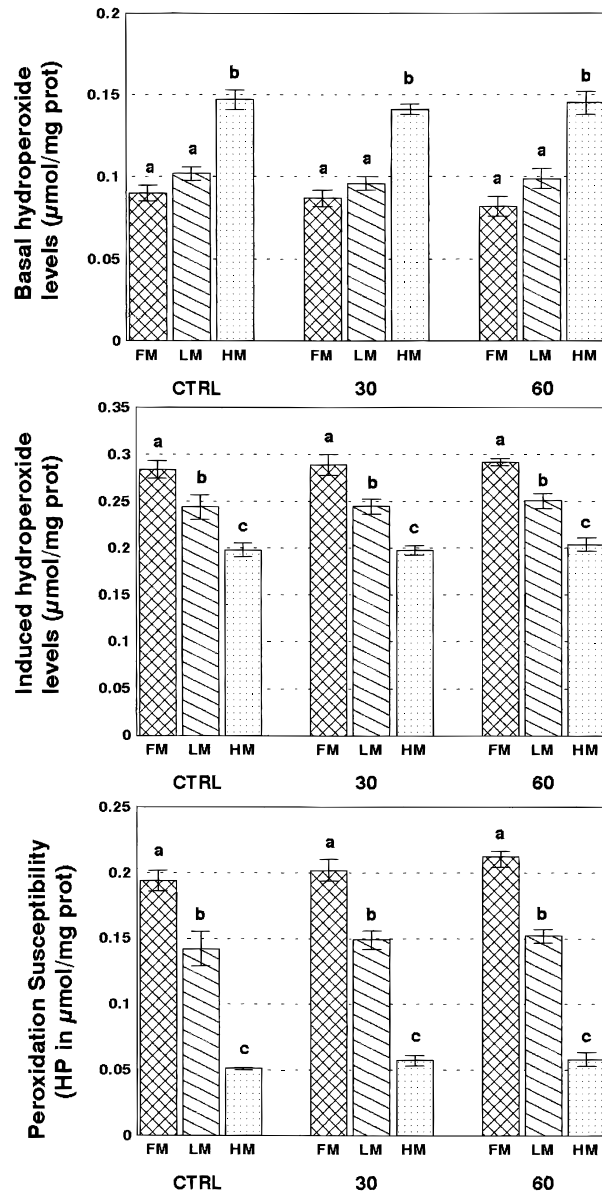 Basal hydroperoxide
levels (µmol/mg prot)
0.2
0.15
0.1
0.05
0
a a b
a a b
a a b
FM LM HM FM LM HM FM LM HM
CTRL 30 60
Induced hydroperoxide
levels (µmol/mg prot)
0.35
0.3
0.25
0.2
0.15
0.1
0.05
0
a b c
a b c
a b c
FM LM HM FM LM HM FM LM HM
CTRL 30 60
Peroxidation Susceptibility
(HP in µmol/mg prot)
0.25
0.2
0.15
0.1
0.05
0
a b c
a b c
a b c
FM LM HM FM LM HM FM LM HM
CTRL 30 60